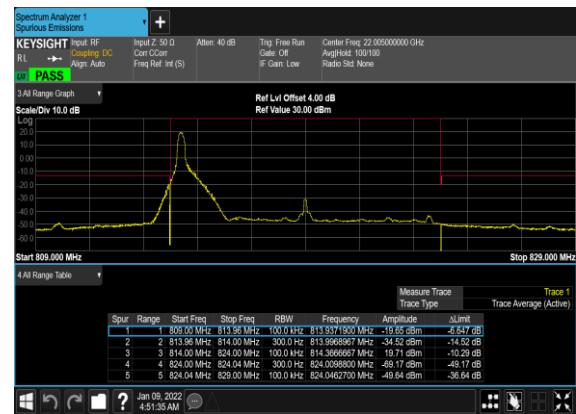 Spectrum Analyzer 1
Spurious Emissions
KEYSIGHT Input: RF Input Z: 50 Ω Atten: 40 dB Trig: Free Run Center Freq: 22.005000000 GHz
RL Coupling: DC Corr CCorr Gate: Off Avg|Hold: 100/100
Align: Auto Freq Ref: Int (S) IF Gain: Low Radio Std: None
PASS
3 All Range Graph
Ref Lvl Offset 4.00 dB
Scale/Div 10.0 dB Ref Value 30.00 dBm
Log
20.0
10.0
0.00
-10.0
-20.0
-30.0
-40.0
-50.0
-60.0
Start 809.000 MHz Stop 829.000 MHz
4 All Range Table
Measure Trace Trace 1
Trace Type Trace Average (Active)
Spur Range Start Freq Stop Freq RBW Frequency Amplitude ΔLimit
1 1 809.00 MHz 813.96 MHz 100.0 kHz 813.9371900 MHz -19.65 dBm -6.647 dB
2 2 813.96 MHz 814.00 MHz 300.0 Hz 813.9968967 MHz -34.52 dBm -14.52 dB
3 3 814.00 MHz 824.00 MHz 100.0 kHz 814.3666667 MHz 19.71 dBm -10.29 dB
4 4 824.00 MHz 824.04 MHz 300.0 Hz 824.0098800 MHz -69.17 dBm -49.17 dB
5 5 824.04 MHz 829.00 MHz 100.0 kHz 824.0462700 MHz -49.64 dBm -36.64 dB
Jan 09, 2022
4:51:35 AM